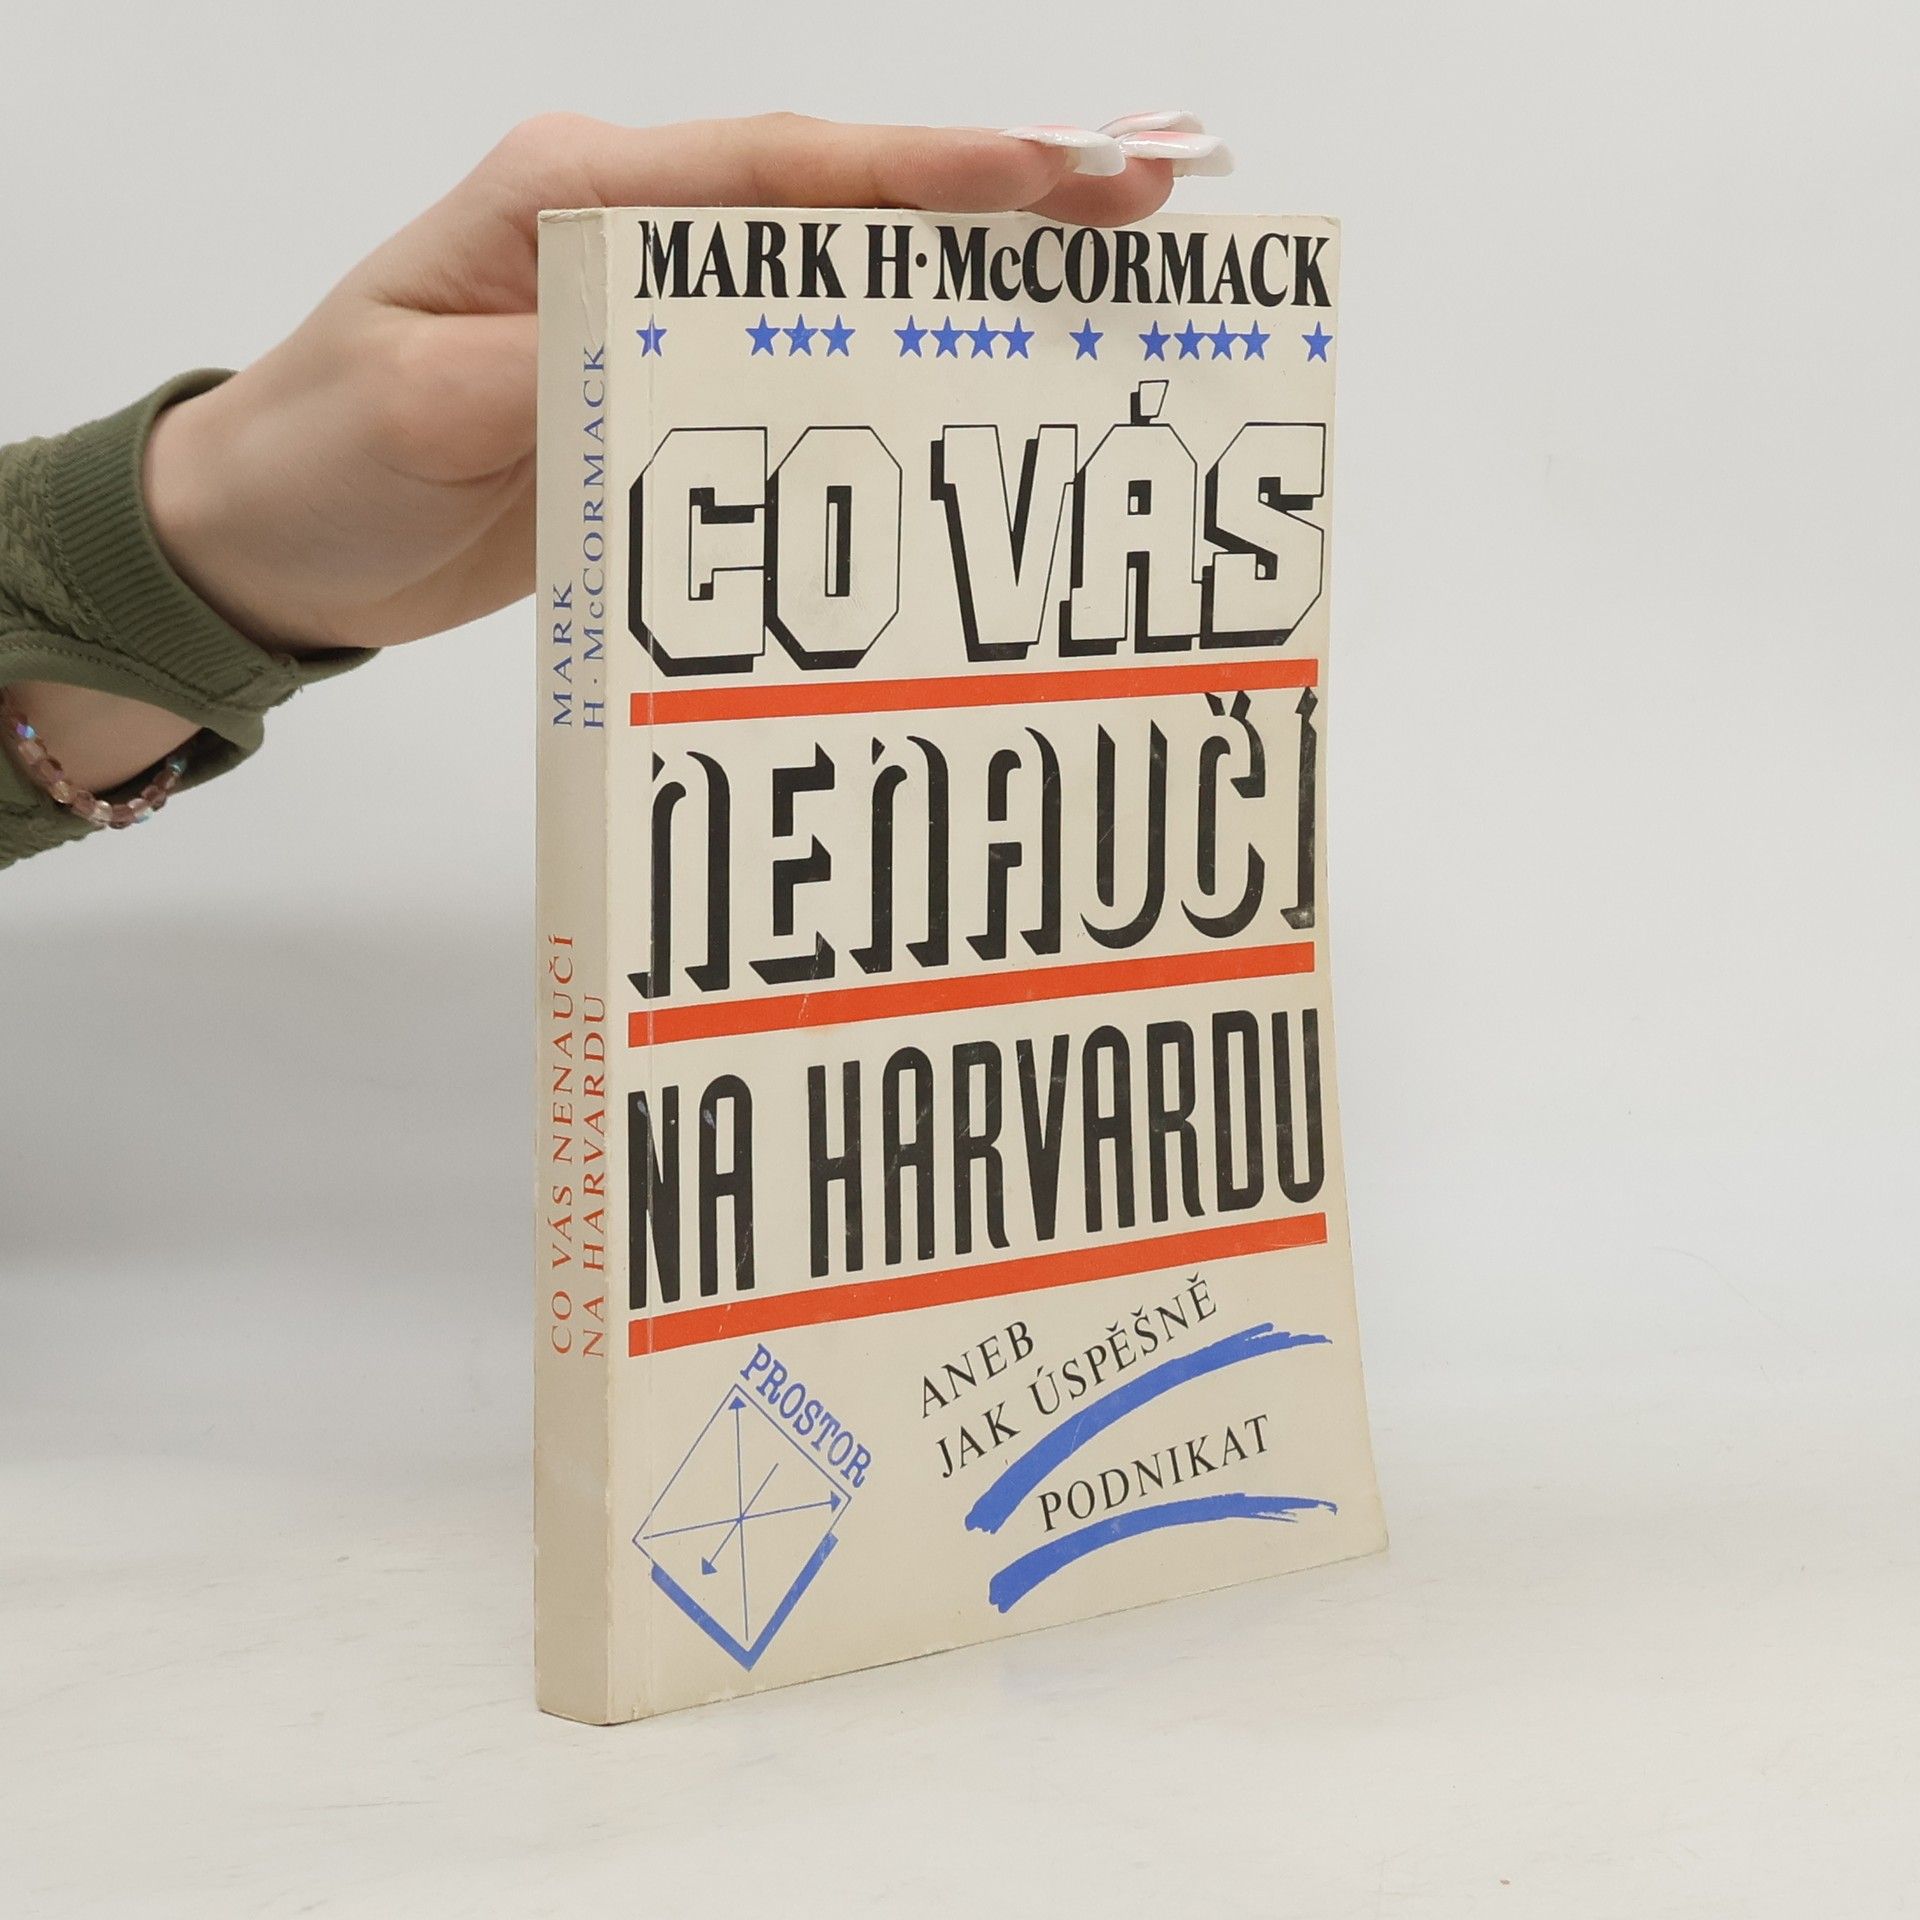 MARK H·McCORMACK
CO VÁS
NENAUČÍ
NA HARVARDU
ANEB
JAK ÚSPĚŠNĚ
PODNIKAT
PROSTOR
MARK
H·McCORMACK
CO VÁS NENAUČÍ
NA HARVARDU